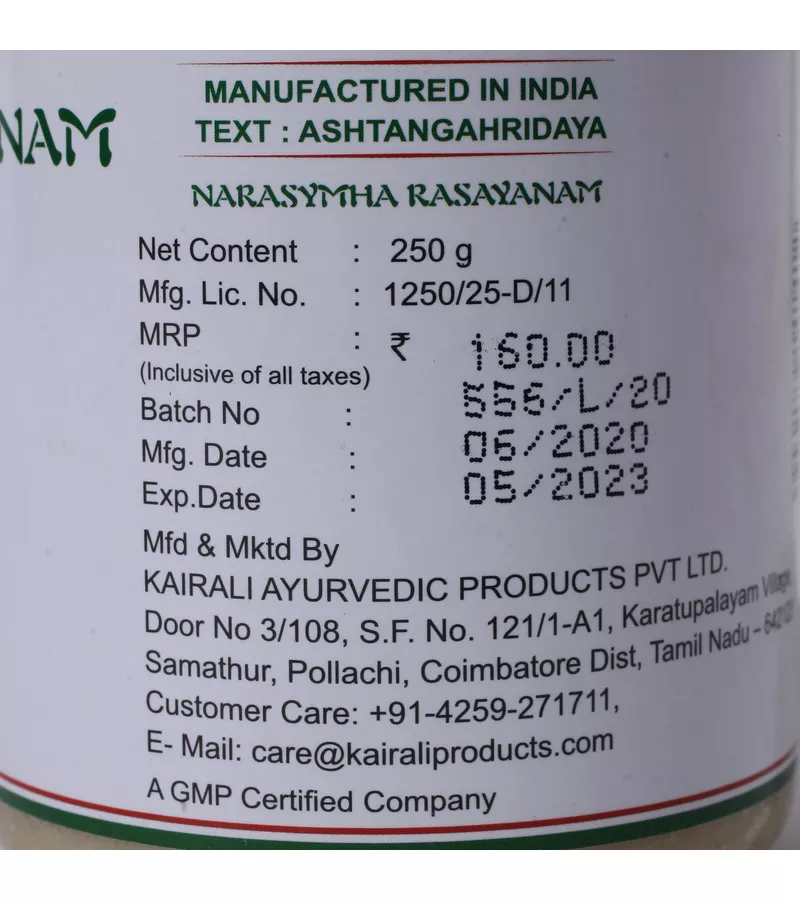 NAM
MANUFACTURED IN INDIA
TEXT : ASHTANGAHRIDAYA
NARASYMHA RASAYANAM
Net Content : 250 g
Mfg. Lic. No. : 1250/25-D/11
MRP : ₹ 160.00
(Inclusive of all taxes)
Batch No : 556/L/20
Mfg. Date : 06/2020
Exp.Date : 05/2023
Mfd & Mktd By
KAIRALI AYURVEDIC PRODUCTS PVT LTD.
Door No 3/108, S.F. No. 121/1-A1, Karatupalayam Village
Samathur, Pollachi, Coimbatore Dist, Tamil Nadu –
Customer Care: +91-4259-271711,
E- Mail: care@kairaliproducts.com
A GMP Certified Company